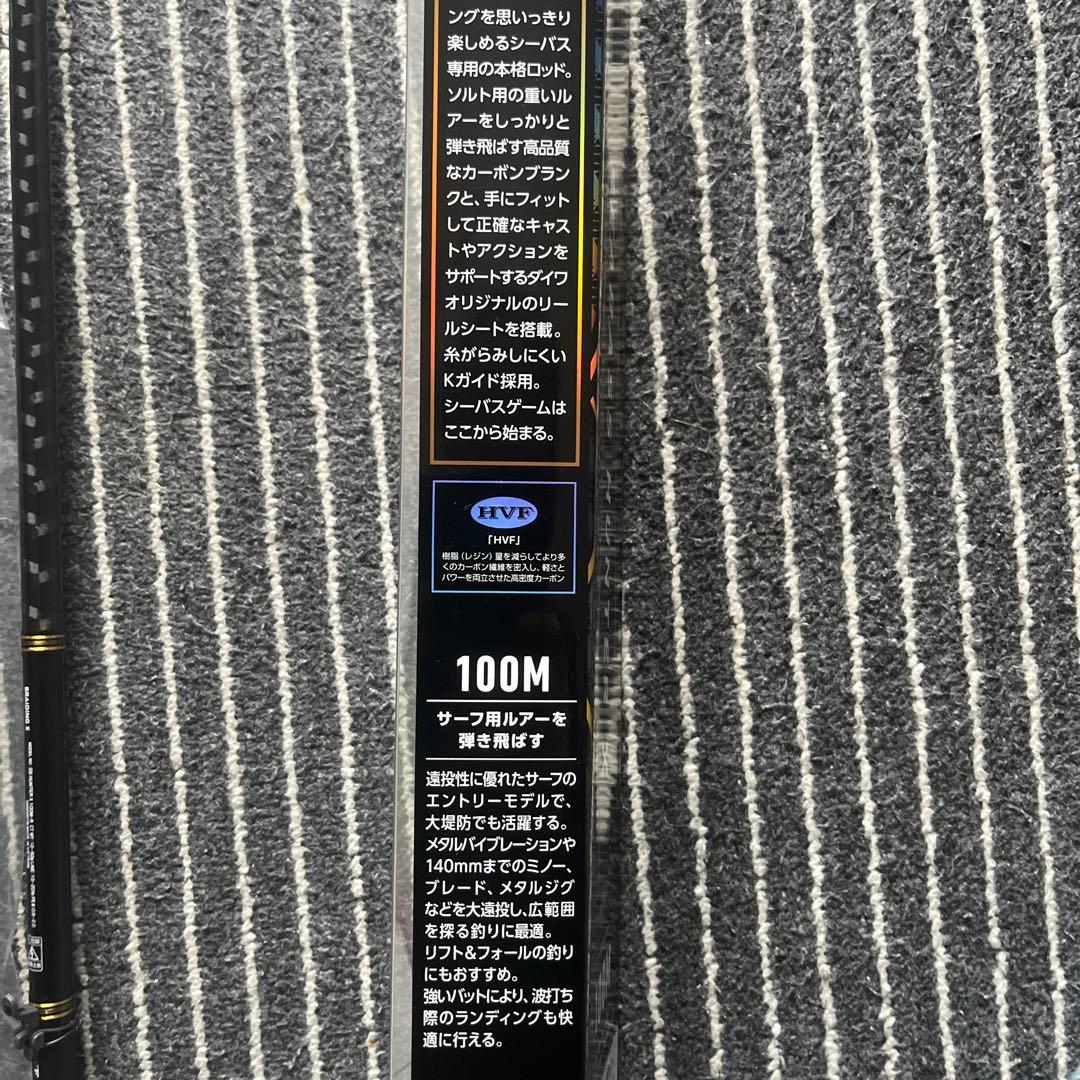 ングを思いっきり
楽しめるシーバス
専用の本格ロッド。
ソルト用の重いル
アーをしっかりと
弾き飛ばす高品質
なカーボンブラン
クと、手にフィット
して正確なキャス
トやアクションを
サポートするダイワ
オリジナルのリー
ルシートを搭載。
糸がらみしにくい
Kガイド採用。
シーバスゲームは
ここから始まる。
HVF
「HVF」
樹脂（レジン）量を減らしてより多
くのカーボン繊維を密入し、軽さと
パワーを両立させた高密度カーボン
100M
サーフ用ルアーを
弾き飛ばす
遠投性に優れたサーフの
エントリーモデルで、
大堤防でも活躍する。
メタルバイブレーションや
140mmまでのミノー、
ブレード、メタルジグ
などを大遠投し、広範囲
を探る釣りに最適。
リフト&フォールの釣り
にもおすすめ。
強いバットにより、波打ち
際のランディングも快
適に行える。
BRAIDING X